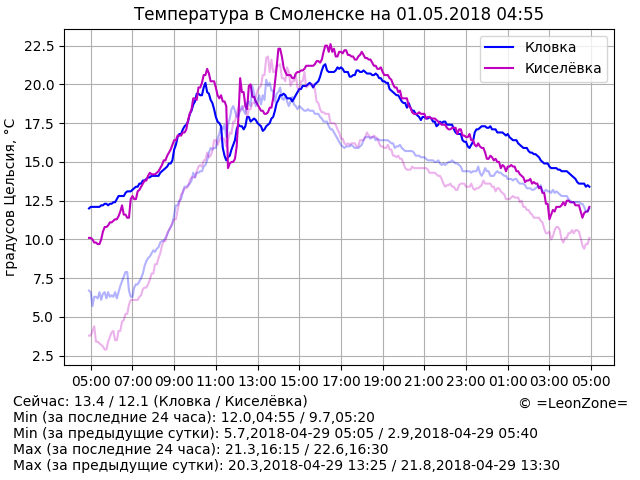 Температура в Смоленске на 01.05.2018 04:55
Кловка
Киселёвка
градусов Цельсия, °C
22.5
20.0
17.5
15.0
12.5
10.0
7.5
5.0
2.5
05:00 07:00 09:00 11:00 13:00 15:00 17:00 19:00 21:00 23:00 01:00 03:00 05:00
Сейчас: 13.4 / 12.1 (Кловка / Киселёвка)
© =LeonZone=
Min (за последние 24 часа): 12.0,04:55 / 9.7,05:20
Min (за предыдущие сутки): 5.7,2018-04-29 05:05 / 2.9,2018-04-29 05:40
Max (за последние 24 часа): 21.3,16:15 / 22.6,16:30
Max (за предыдущие сутки): 20.3,2018-04-29 13:25 / 21.8,2018-04-29 13:30